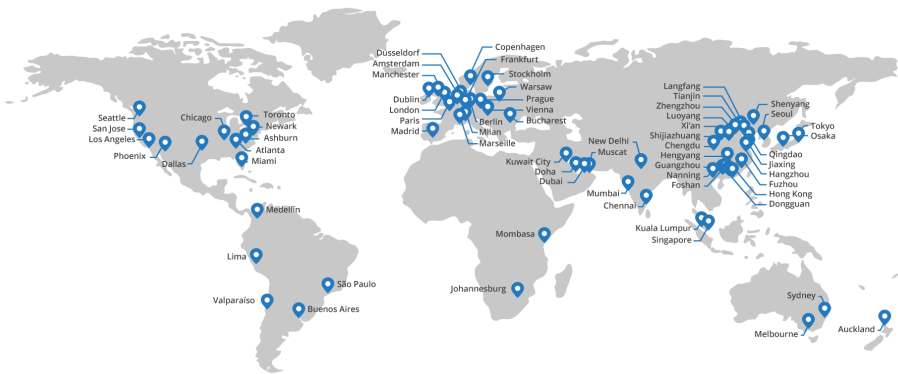 Seattle
San Jose
Los Angeles
Phoenix
Dallas
Chicago
Toronto
Newark
Ashburn
Atlanta
Miami
Medellín
Lima
São Paulo
Valparaíso
Buenos Aires
Düsseldorf
Amsterdam
Manchester
Dublin
London
Paris
Madrid
Copenhagen
Frankfurt
Stockholm
Warsaw
Prague
Vienna
Bucharest
Berlin
Milan
Marseille
Kuwait City
Doha
Dubai
New Delhi
Muscat
Mumbai
Chennai
Mombasa
Johannesburg
Langfang
Tianjin
Zhengzhou
Luoyang
Xi'an
Shijiazhuang
Chengdu
Hengyang
Guangzhou
Nanning
Foshan
Shenyang
Seoul
Tokyo
Osaka
Qingdao
Jiaxing
Hangzhou
Fuzhou
Hong Kong
Dongguan
Kuala Lumpur
Singapore
Sydney
Melbourne
Auckland